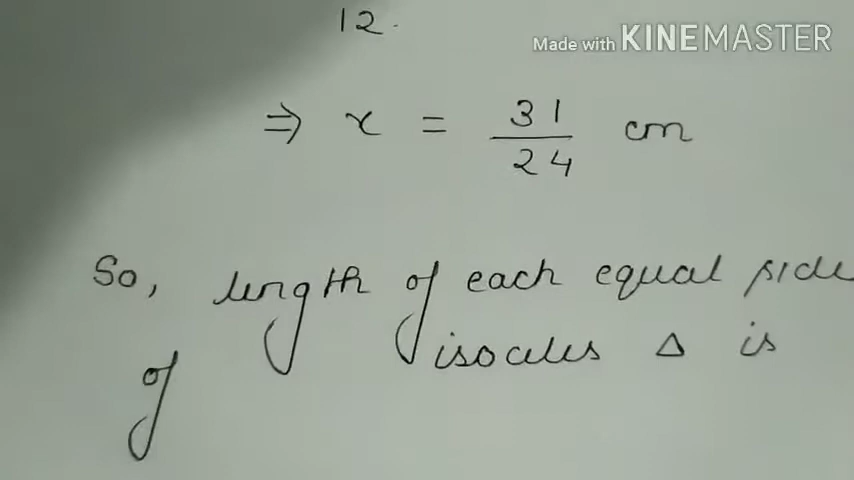 12.
Made with KINEMASTER
⇒ x = 31/24 cm
So, length of each equal side
of isoceles Δ is